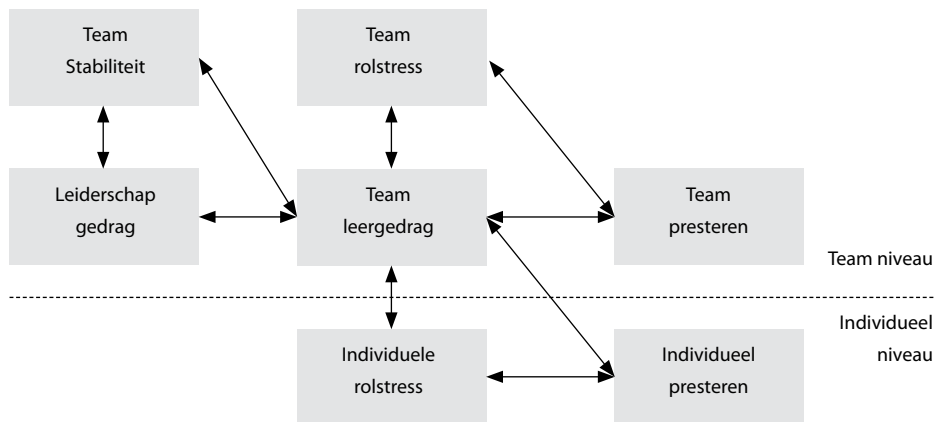 Team
Stabiliteit
Team
rolstress
Leiderschap
gedrag
Team
leergedrag
Team
presteren
Team niveau
Individueel
niveau
Individuele
rolstress
Individueel
presteren